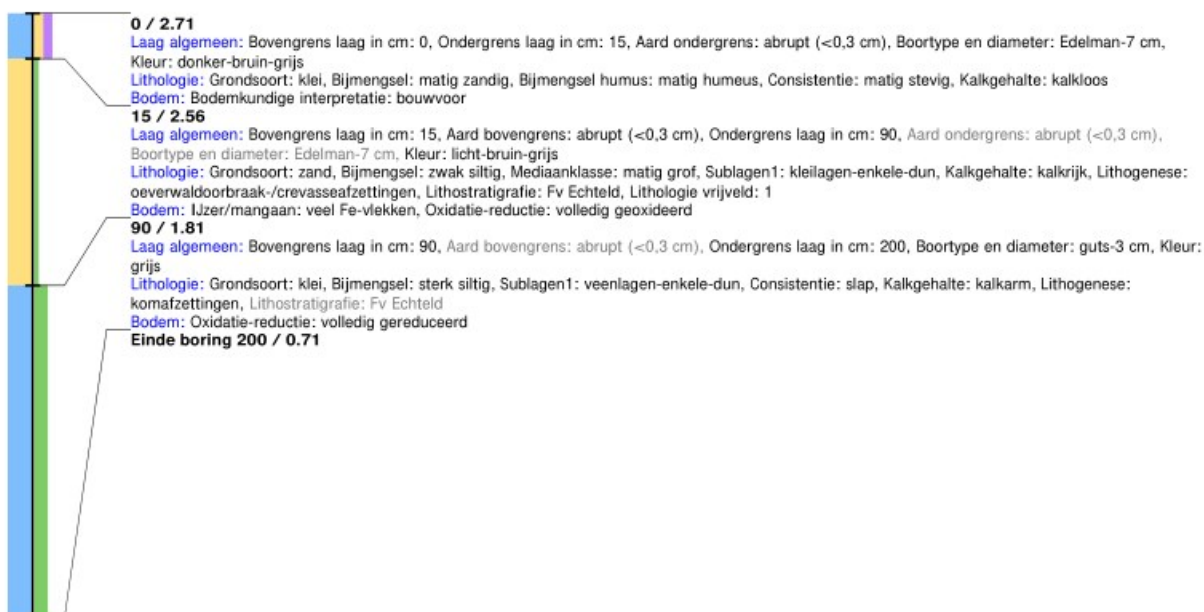 0 / 2.71
Laag algemeen: Bovengrens laag in cm: 0, Ondergrens laag in cm: 15, Aard ondergrens: abrupt (<0,3 cm), Boortype en diameter: Edelman-7 cm,
Kleur: donker-bruin-grijs
Lithologie: Grondsoort: klei, Bijmengsel: matig zandig, Bijmengsel humus: matig humeus, Consistentie: matig stevig, Kalkgehalte: kalkloos
Bodem: Bodemkundige interpretatie: bouwvoor
15 / 2.56
Laag algemeen: Bovengrens laag in cm: 15, Aard bovengrens: abrupt (<0,3 cm), Ondergrens laag in cm: 90, Aard ondergrens: abrupt (<0,3 cm),
Boortype en diameter: Edelman-7 cm, Kleur: licht-bruin-grijs
Lithologie: Grondsoort: zand, Bijmengsel: zwak siltig, Mediaanklasse: matig grof, Sublagen1: kleilagen-enkele-dun, Kalkgehalte: kalkrijk, Lithogenese:
oeverwaldoorbraak-/crevasseafzettingen, Lithostratigrafie: Fv Echteld, Lithologie vrijveld: 1
Bodem: IJzer/mangaan: veel Fe-vlekken, Oxidatie-reductie: volledig geoxideerd
90 / 1.81
Laag algemeen: Bovengrens laag in cm: 90, Aard bovengrens: abrupt (<0,3 cm), Ondergrens laag in cm: 200, Boortype en diameter: guts-3 cm, Kleur:
grijs
Lithologie: Grondsoort: klei, Bijmengsel: sterk siltig, Sublagen1: veenlagen-enkele-dun, Consistentie: slap, Kalkgehalte: kalkarm, Lithogenese:
komafzettingen, Lithostratigrafie: Fv Echteld
Bodem: Oxidatie-reductie: volledig gereduceerd
Einde boring 200 / 0.71